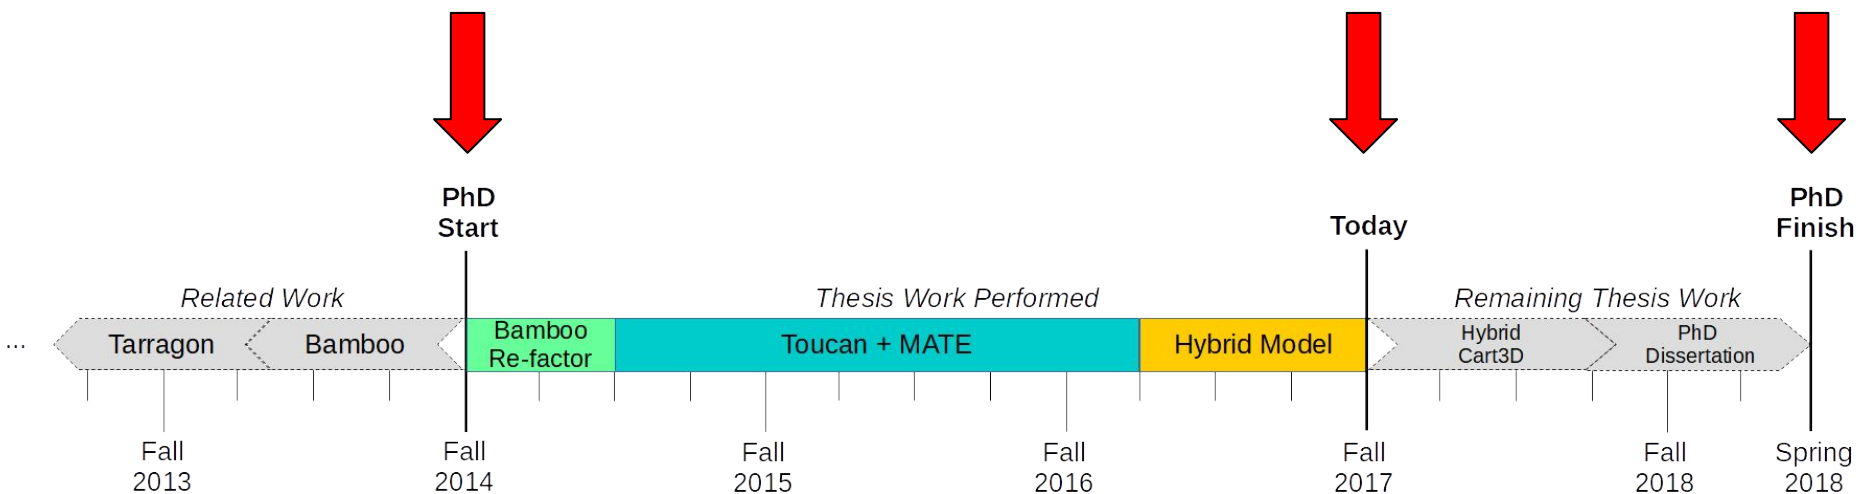 PhD
Start
Today
PhD
Finish
Related Work
Thesis Work Performed
Remaining Thesis Work
...
Tarragon
Bamboo
Bamboo
Re-factor
Toucan + MATE
Hybrid Model
Hybrid
Cart3D
PhD
Dissertation
Fall
2013
Fall
2014
Fall
2015
Fall
2016
Fall
2017
Fall
2018
Spring
2018